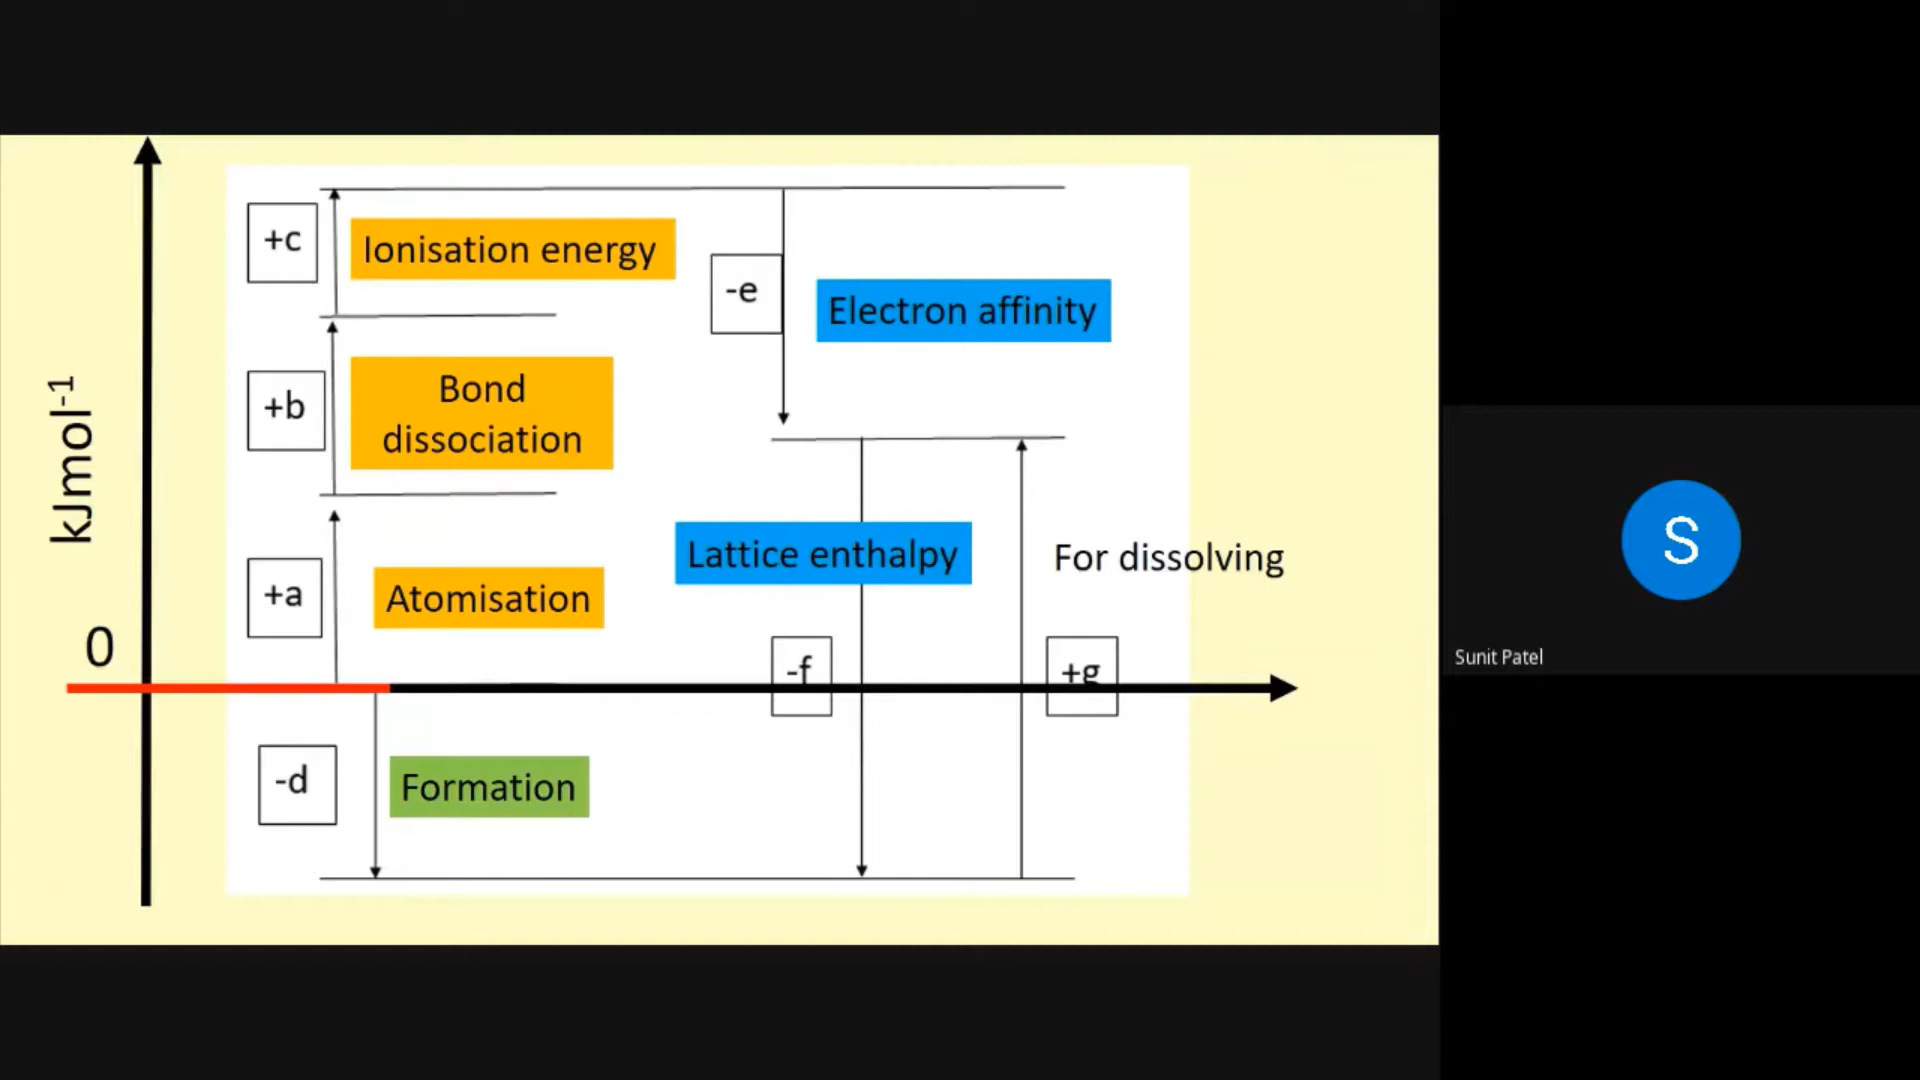 +c
Ionisation energy
-e
Electron affinity
+b
Bond
dissociation
kJmol-1
Lattice enthalpy
For dissolving
+a
Atomisation
0
-f
+g
-d
Formation
S
Sunit Patel